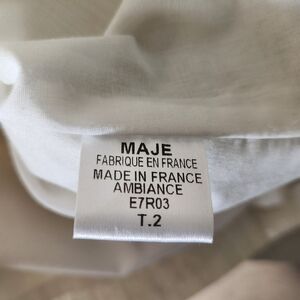 MAJE
FABRIQUE EN FRANCE
MADE IN FRANCE
AMBIANCE
E7R03
T.2